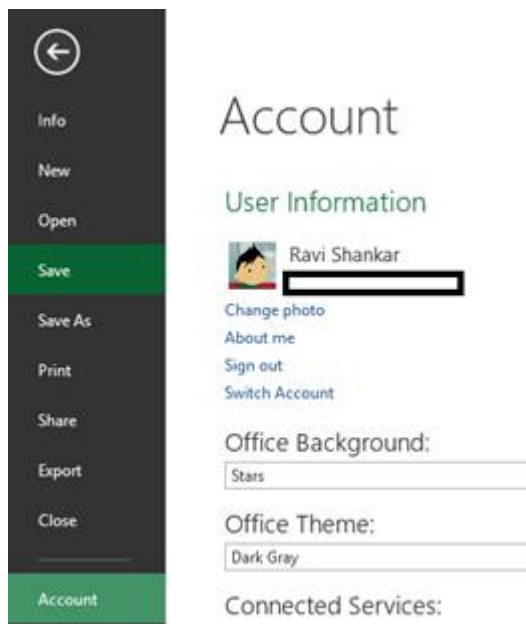 Info
New
Open
Save
Save As
Print
Share
Export
Close
Account
Account
User Information
Ravi Shankar
Change photo
About me
Sign out
Switch Account
Office Background:
Stars
Office Theme:
Dark Gray
Connected Services: